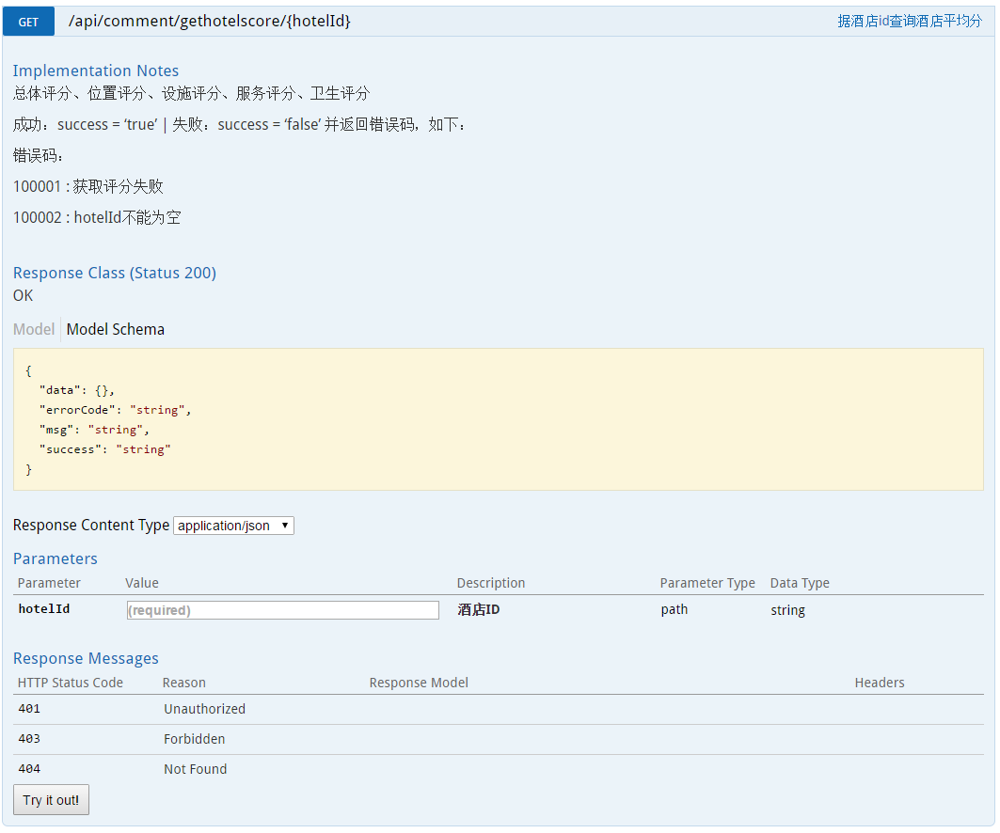 GET /api/comment/gethotelscore/{hotelId} 据酒店id查询酒店平均分
Implementation Notes
总体评分、位置评分、设施评分、服务评分、卫生评分
成功：success = ‘true’ | 失败：success = ‘false’ 并返回错误码，如下：
错误码：
100001 : 获取评分失败
100002 : hotelId不能为空
Response Class (Status 200)
OK
Model Model Schema
{
"data": {},
"errorCode": "string",
"msg": "string",
"success": "string"
}
Response Content Type application/json
Parameters
Parameter Value Description Parameter Type Data Type
hotelId (required) 酒店ID path string
Response Messages
HTTP Status Code Reason Response Model Headers
401 Unauthorized
403 Forbidden
404 Not Found
Try it out!